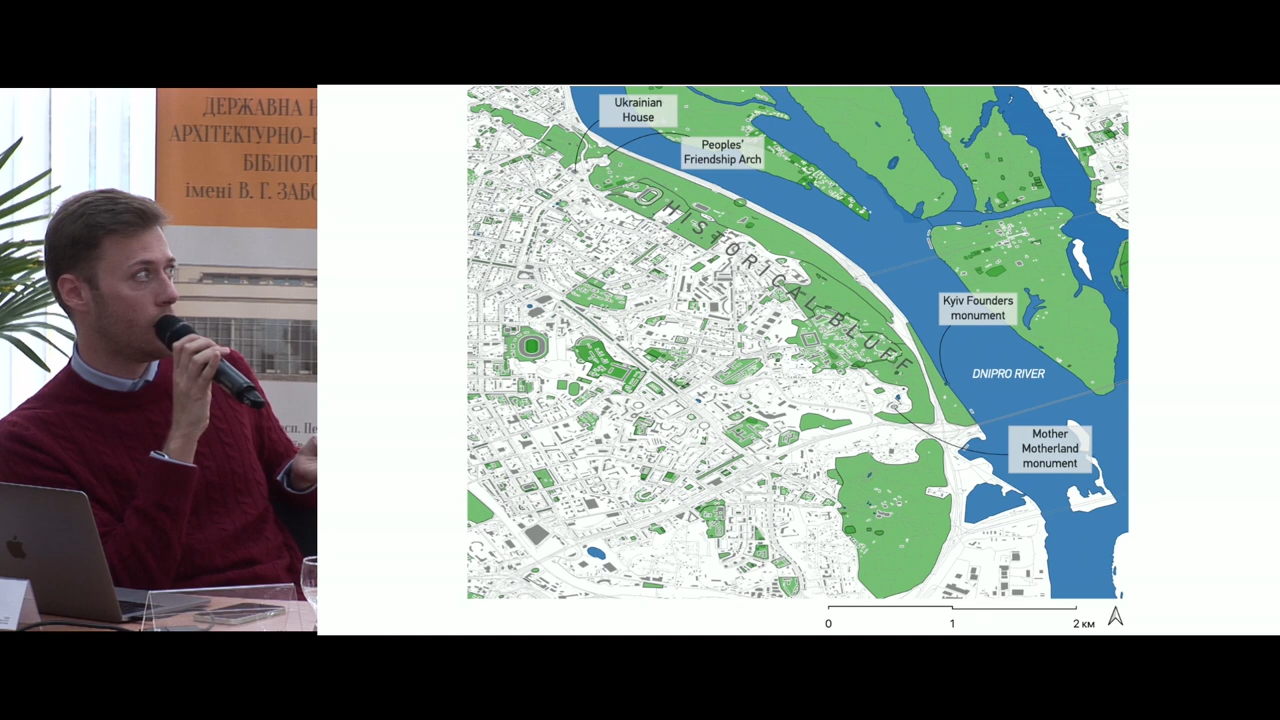 ДЕРЖАВНА Н
АРХІТЕКТУРНО-
БІБЛІОТ
імені В. Г. ЗАБО
Ukrainian
House
Peoples'
Friendship Arch
HISTORICAL BLUFF
Kyiv Founders
monument
DNIPRO RIVER
Mother
Motherland
monument
0 1 2 км